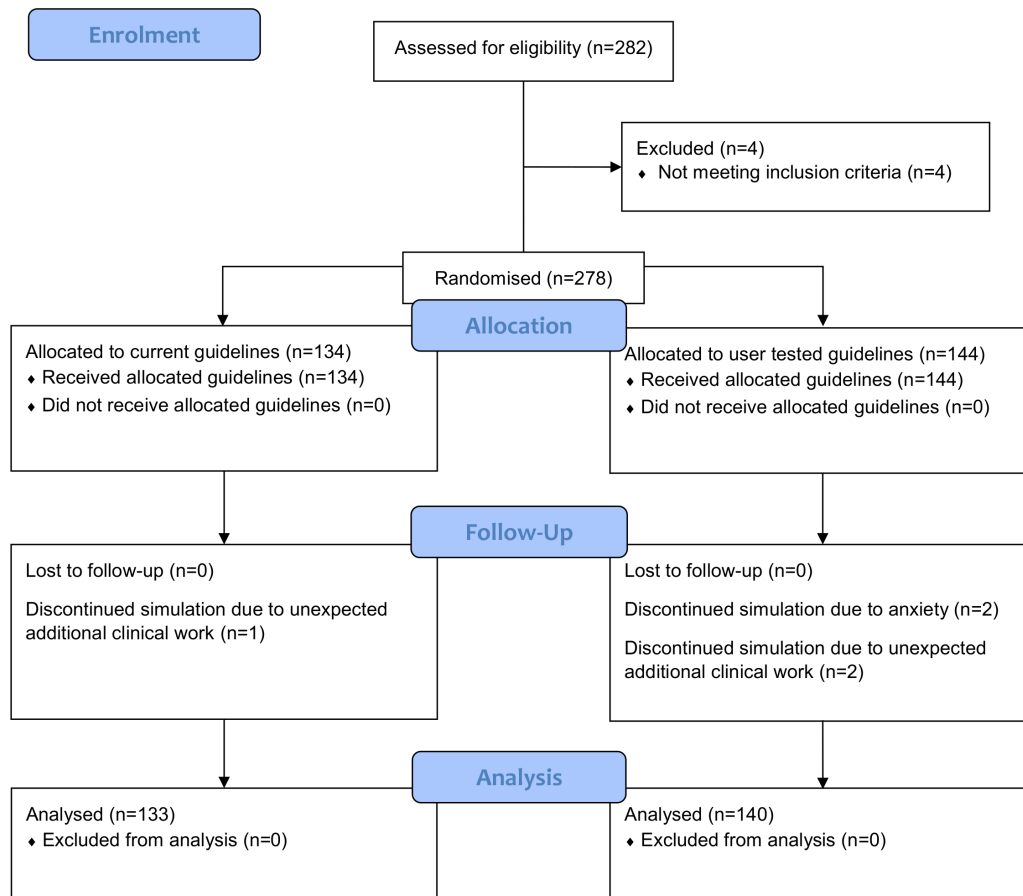 Enrolment
Assessed for eligibility (n=282)
Excluded (n=4)
♦ Not meeting inclusion criteria (n=4)
Randomised (n=278)
Allocation
Allocated to current guidelines (n=134)
♦ Received allocated guidelines (n=134)
♦ Did not receive allocated guidelines (n=0)
Allocated to user tested guidelines (n=144)
♦ Received allocated guidelines (n=144)
♦ Did not receive allocated guidelines (n=0)
Follow-Up
Lost to follow-up (n=0)
Discontinued simulation due to unexpected
additional clinical work (n=1)
Lost to follow-up (n=0)
Discontinued simulation due to anxiety (n=2)
Discontinued simulation due to unexpected
additional clinical work (n=2)
Analysis
Analysed (n=133)
♦ Excluded from analysis (n=0)
Analysed (n=140)
♦ Excluded from analysis (n=0)